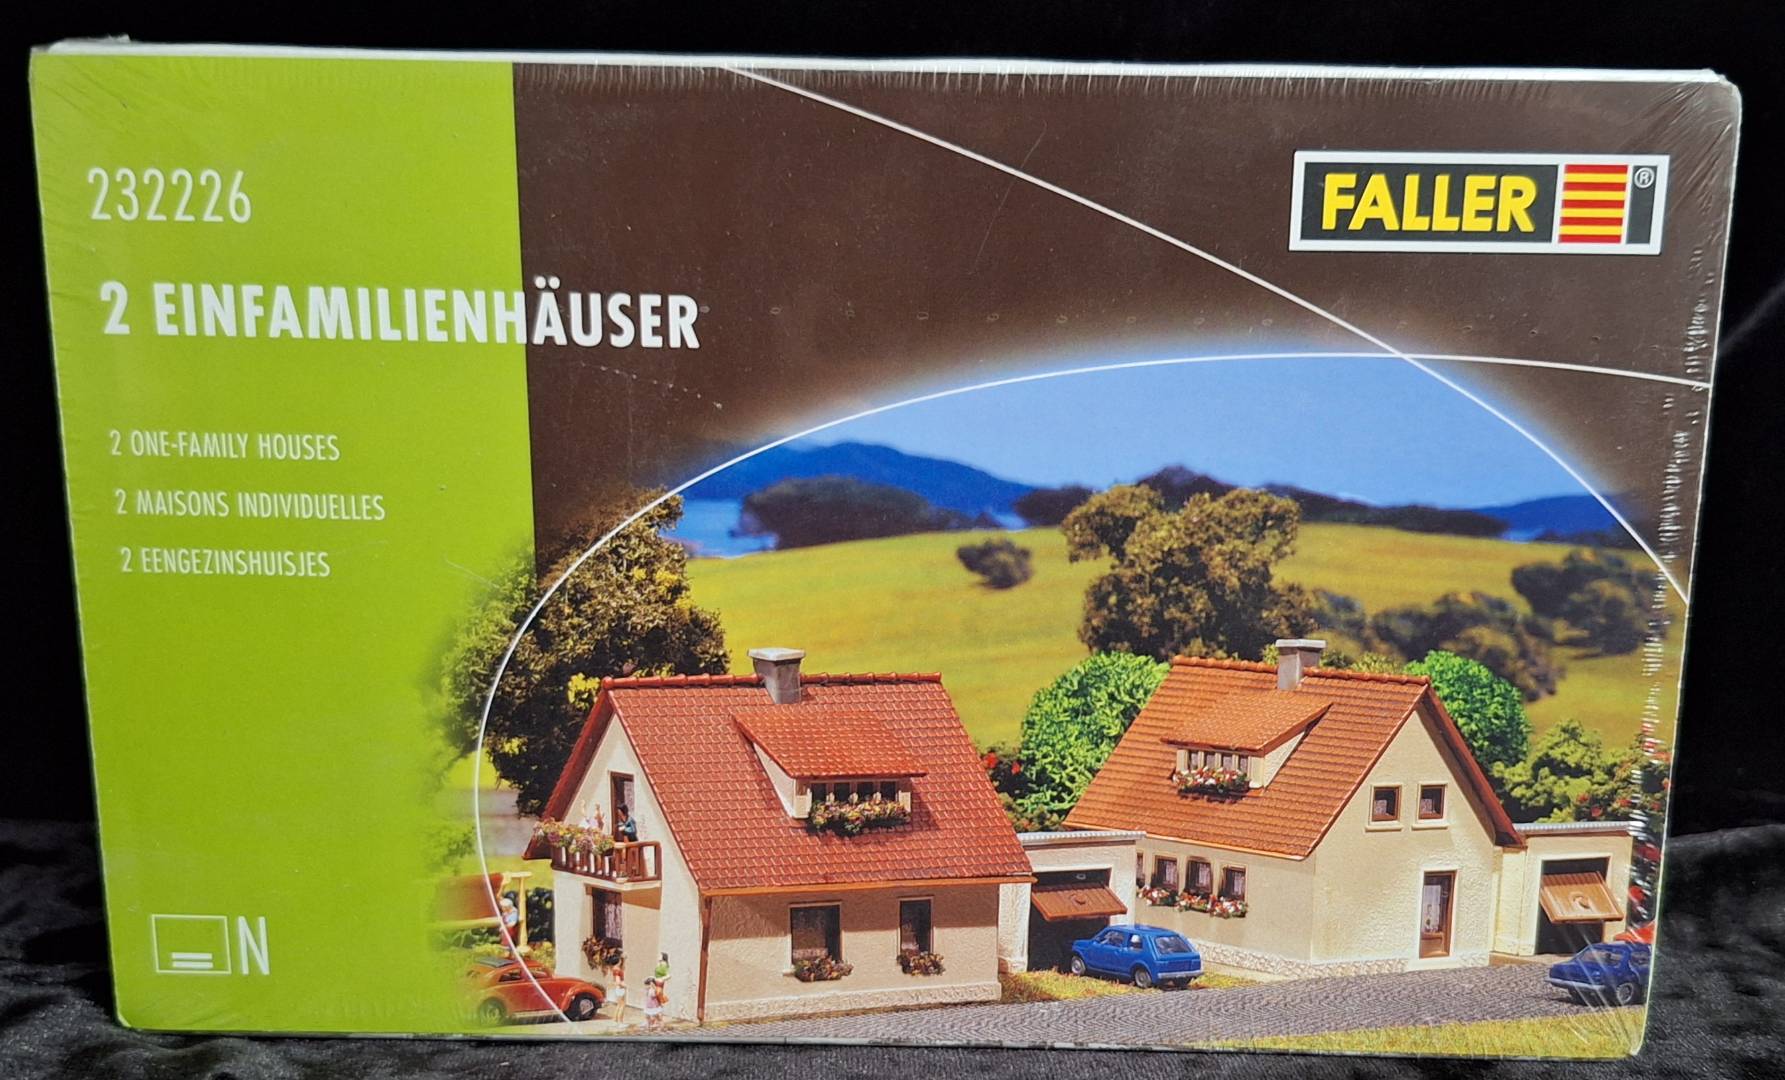 232226
FALLER ®
2 EINFAMILIENHÄUSER
2 ONE-FAMILY HOUSES
2 MAISONS INDIVIDUELLES
2 EENGEZINSHUISJES
N